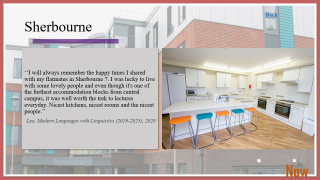 Sherbourne
"I will always remember the happy times I shared
with my flatmates in Sherbourne 7. I was lucky to live
with some lovely people and even though it's one of
the furthest accommodation blocks from central
campus, it was well worth the trek to lectures
everyday. Nicest kitchens, nicest rooms and the nicest
people."
Lea, Modern Languages with Linguistics (2019-2023), 2020
Now